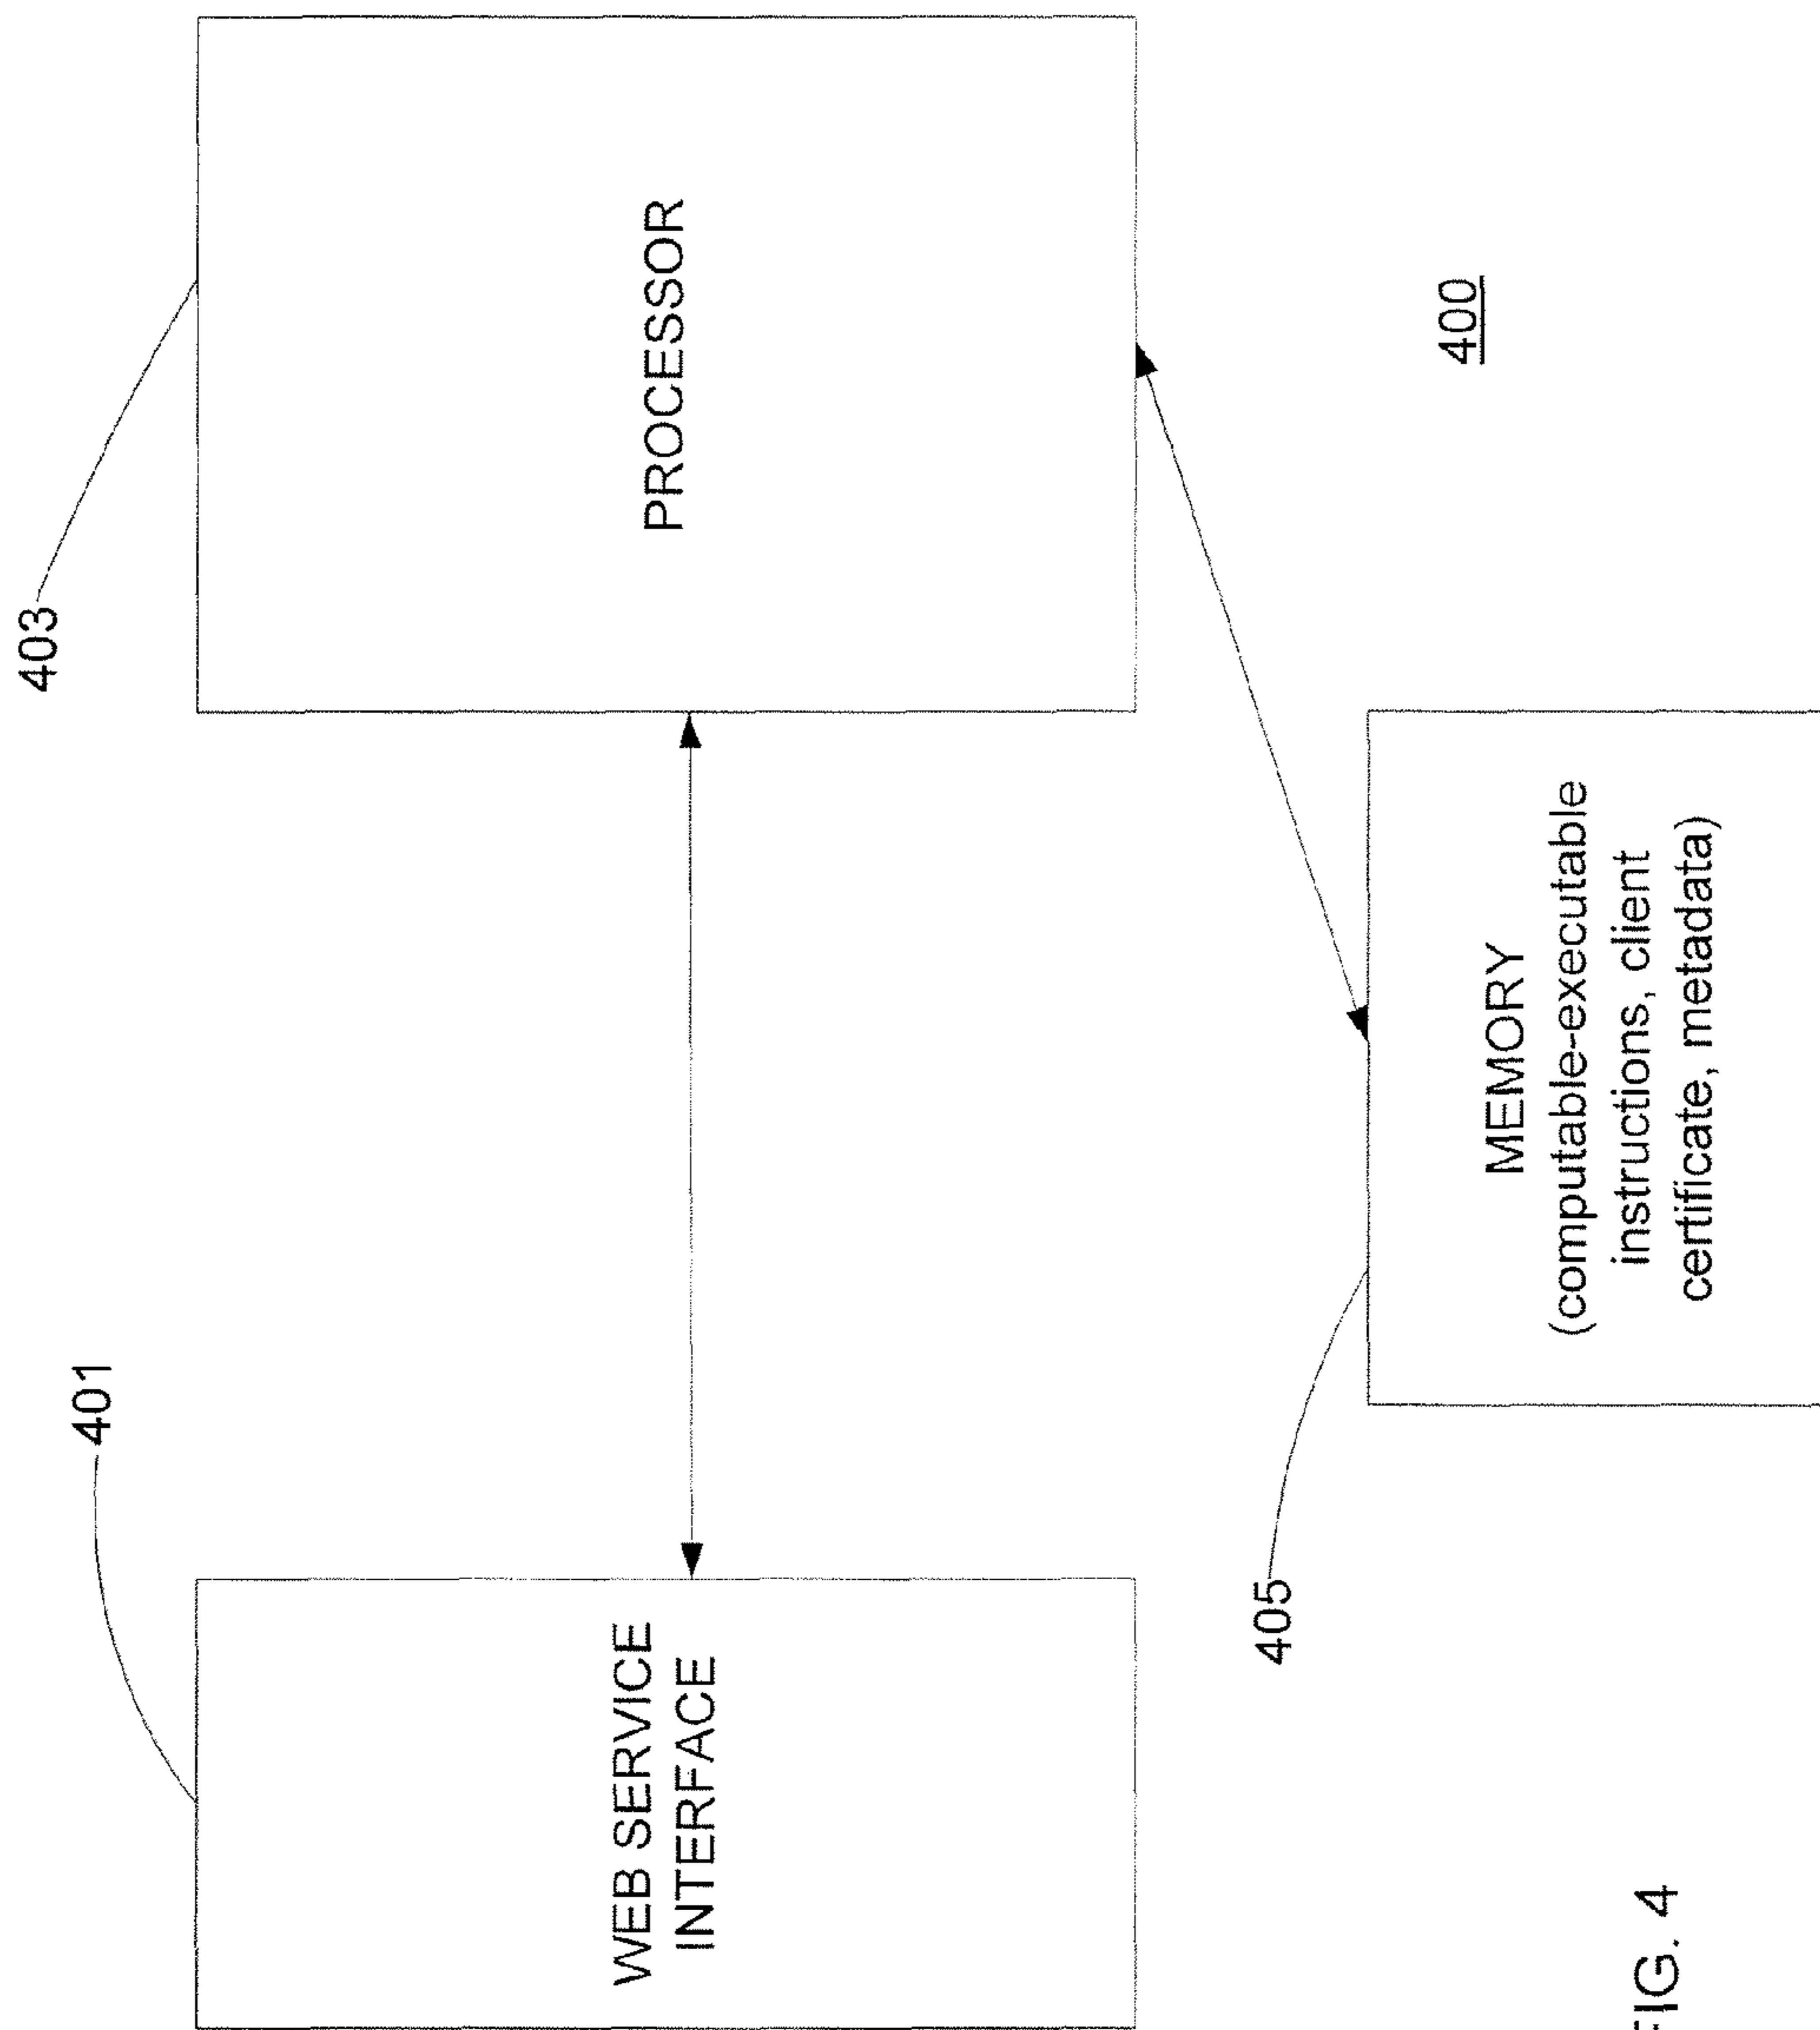 401
403
WEB SERVICE
INTERFACE
PROCESSOR
405
MEMORY
(computable-executable
instructions, client
certificate, metadata)
400
FIG. 4